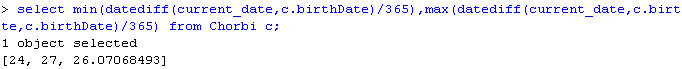 > select min(datediff(current_date,c.birthDate)/365),max(datediff(current_date,c.birt
te,c.birthDate)/365) from Chorbi c;
1 object selected
[24, 27, 26.07068493]